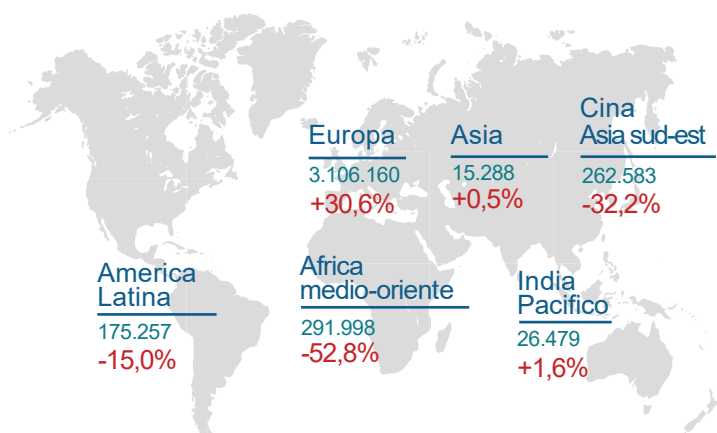 Europa
3.106.160
+30,6%
Asia
15.288
+0,5%
Cina
Asia sud-est
262.583
-32,2%
America
Latina
175.257
-15,0%
Africa
medio-oriente
291.998
-52,8%
India
Pacifico
26.479
+1,6%